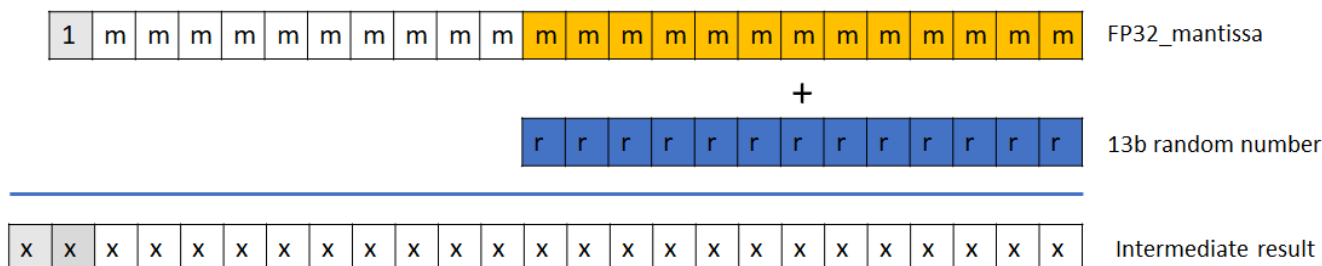 1 m m m m m m m m m m m m m m m m m m m m m m m FP32_mantissa
+
r r r r r r r r r r r r r 13b random number
x x x x x x x x x x x x x x x x x x x x x x x x x Intermediate result